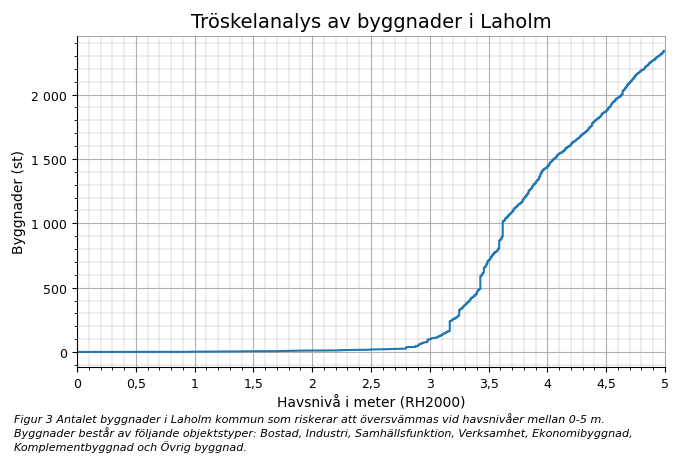 Tröskelanalys av byggnader i Laholm
Byggnader (st)
2 000
1 500
1 000
500
0
0
0,5
1
1,5
2
2,5
3
3,5
4
4,5
5
Havsnivå i meter (RH2000)
Figur 3 Antalet byggnader i Laholm kommun som riskerar att översvämmas vid havsnivåer mellan 0-5 m.
Byggnader består av följande objektstyper: Bostad, Industri, Samhällsfunktion, Verksamhet, Ekonomibyggnad,
Komplementbyggnad och Övrig byggnad.